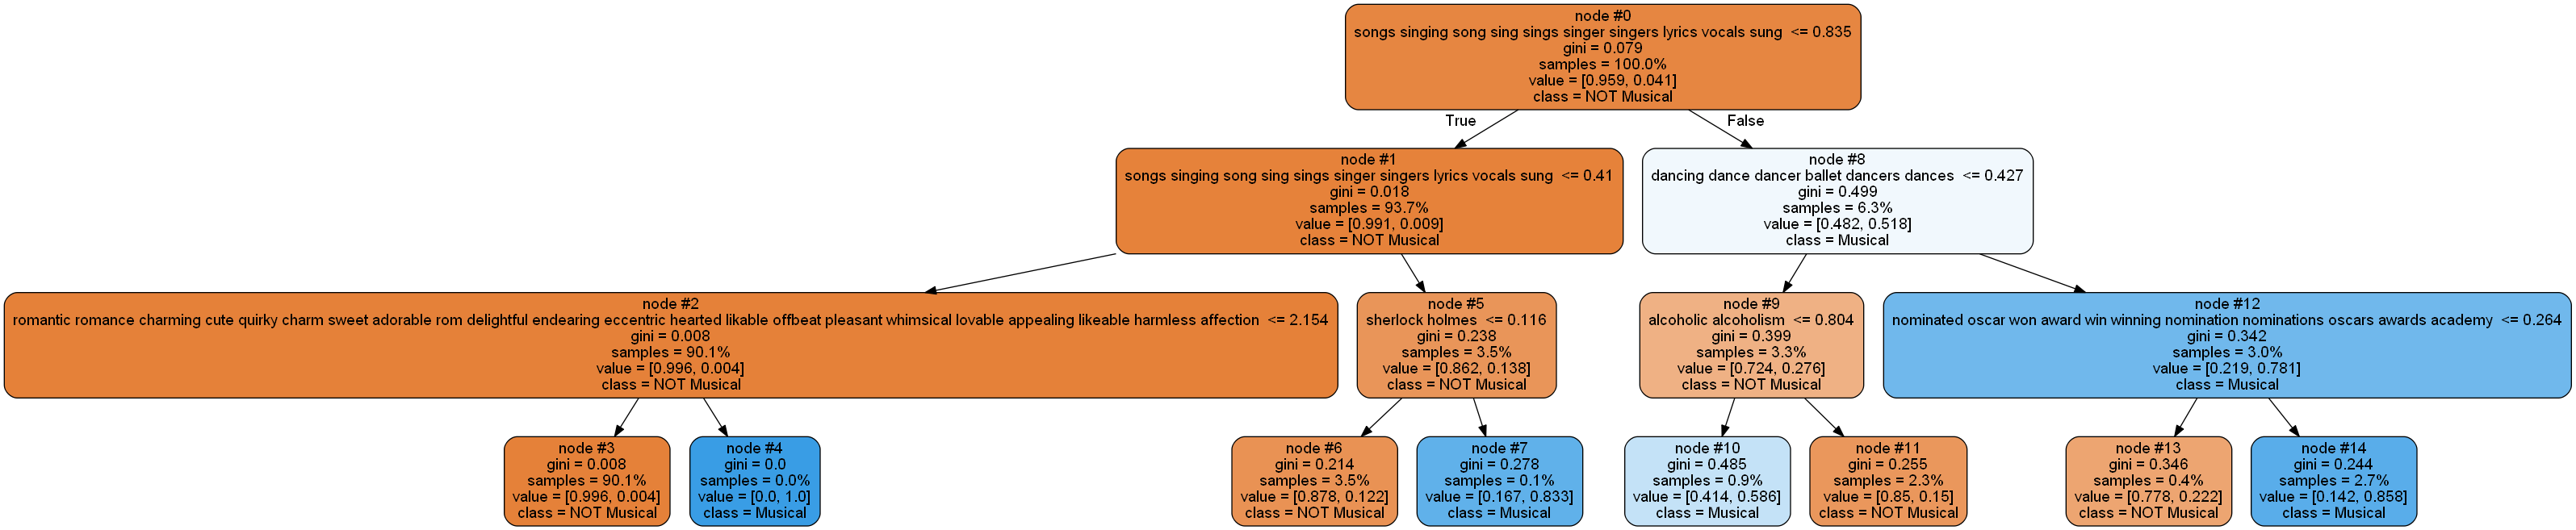 node #0
songs singing song sing sings singer singers lyrics vocals sung <= 0.835
gini = 0.079
samples = 100.0%
value = [0.959, 0.041]
class = NOT Musical
True
False
node #1
songs singing song sing sings singer singers lyrics vocals sung <= 0.41
gini = 0.018
samples = 93.7%
value = [0.991, 0.009]
class = NOT Musical
node #8
dancing dance dancer ballet dancers dances <= 0.427
gini = 0.499
samples = 6.3%
value = [0.482, 0.518]
class = Musical
node #2
romantic romance charming cute quirky charm sweet adorable rom delightful endearing eccentric hearted likable offbeat pleasant whimsical lovable appealing likeable harmless affection <= 2.154
gini = 0.008
samples = 90.1%
value = [0.996, 0.004]
class = NOT Musical
node #5
sherlock holmes <= 0.116
gini = 0.238
samples = 3.5%
value = [0.862, 0.138]
class = NOT Musical
node #9
alcoholic alcoholism <= 0.804
gini = 0.399
samples = 3.3%
value = [0.724, 0.276]
class = NOT Musical
node #12
nominated oscar won award win winning nomination nominations oscars awards academy <= 0.264
gini = 0.342
samples = 3.0%
value = [0.219, 0.781]
class = Musical
node #3
gini = 0.008
samples = 90.1%
value = [0.996, 0.004]
class = NOT Musical
node #4
gini = 0.0
samples = 0.0%
value = [0.0, 1.0]
class = Musical
node #6
gini = 0.214
samples = 3.5%
value = [0.878, 0.122]
class = NOT Musical
node #7
gini = 0.278
samples = 0.1%
value = [0.167, 0.833]
class = Musical
node #10
gini = 0.485
samples = 0.9%
value = [0.414, 0.586]
class = Musical
node #11
gini = 0.255
samples = 2.3%
value = [0.85, 0.15]
class = NOT Musical
node #13
gini = 0.346
samples = 0.4%
value = [0.778, 0.222]
class = NOT Musical
node #14
gini = 0.244
samples = 2.7%
value = [0.142, 0.858]
class = Musical